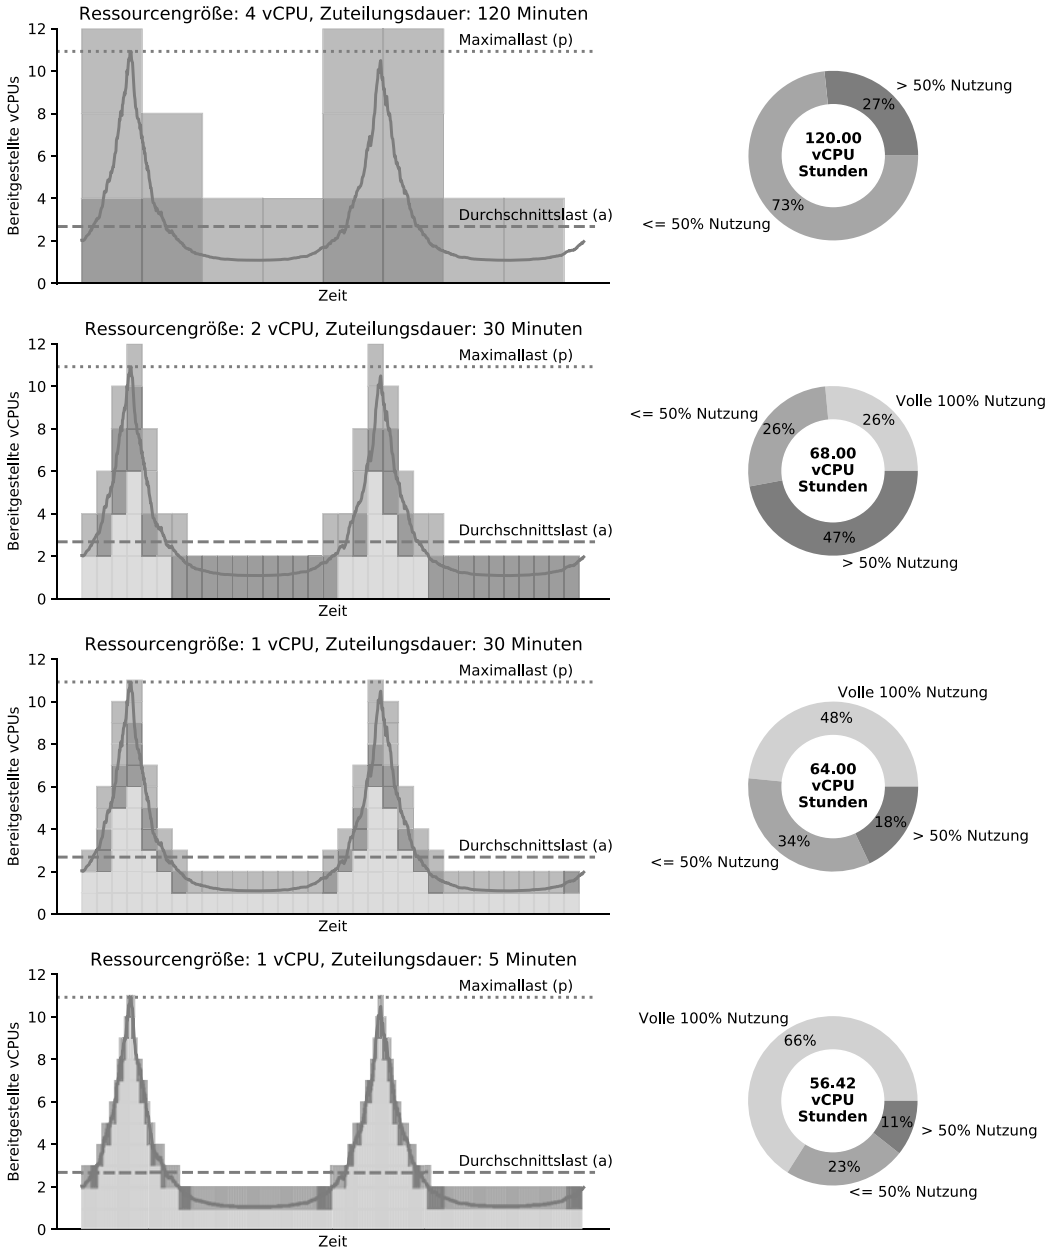 Ressourcengröße: 4 vCPU, Zuteilungsdauer: 120 Minuten
Bereitgestellte vCPUs
12
10
8
6
4
2
0
Maximallast (p)
Durchschnittslast (a)
Zeit
> 50% Nutzung
27%
120.00
vCPU
Stunden
73%
<= 50% Nutzung
Ressourcengröße: 2 vCPU, Zuteilungsdauer: 30 Minuten
Bereitgestellte vCPUs
12
10
8
6
4
2
0
Maximallast (p)
Durchschnittslast (a)
Zeit
Volle 100% Nutzung
<= 50% Nutzung
26%
26%
68.00
vCPU
Stunden
47%
> 50% Nutzung
Ressourcengröße: 1 vCPU, Zuteilungsdauer: 30 Minuten
Bereitgestellte vCPUs
12
10
8
6
4
2
0
Maximallast (p)
Durchschnittslast (a)
Zeit
Volle 100% Nutzung
48%
64.00
vCPU
Stunden
18%
> 50% Nutzung
34%
<= 50% Nutzung
Ressourcengröße: 1 vCPU, Zuteilungsdauer: 5 Minuten
Bereitgestellte vCPUs
12
10
8
6
4
2
0
Maximallast (p)
Durchschnittslast (a)
Zeit
Volle 100% Nutzung
66%
56.42
vCPU
Stunden
11%
> 50% Nutzung
23%
<= 50% Nutzung